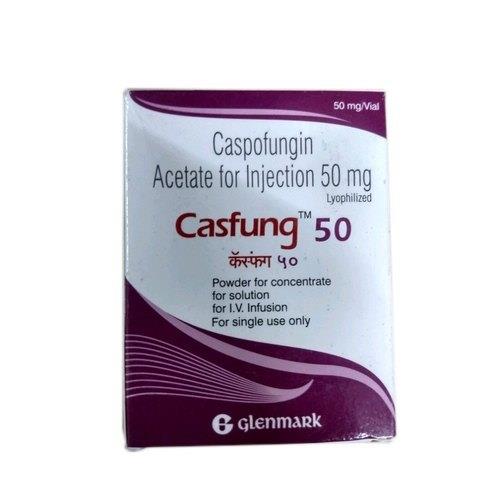 50 mg/Vial
Caspofungin
Acetate for Injection 50 mg
Lyophilized
Casfung™ 50
कॅस्फंग ५०
Powder for concentrate
for solution
for I.V. Infusion
For single use only
G glenmark